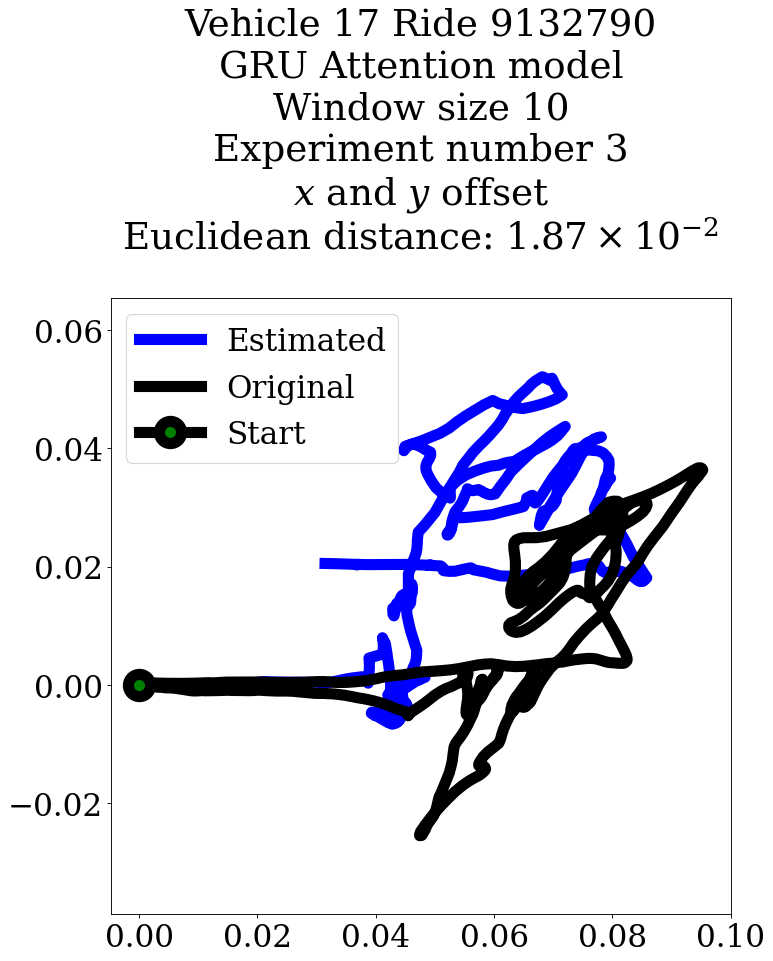 Vehicle 17 Ride 9132790
GRU Attention model
Window size 10
Experiment number 3
x and y offset
Euclidean distance: 1.87 × 10⁻²
Estimated
Original
Start
0.06
0.04
0.02
0.00
−0.02
0.00 0.02 0.04 0.06 0.08 0.10